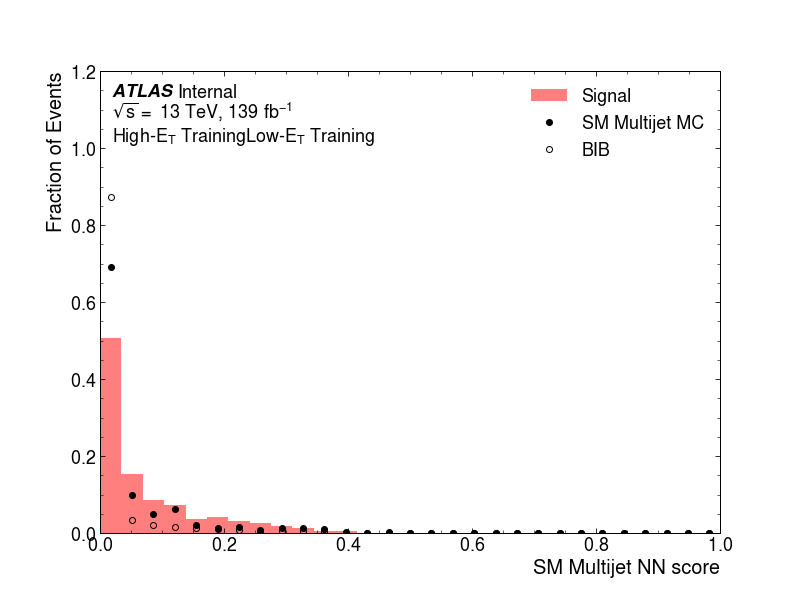 ATLAS Internal
√s = 13 TeV, 139 fb⁻¹
High-E_T TrainingLow-E_T Training
Signal
SM Multijet MC
BIB
Fraction of Events
1.2
1.0
0.8
0.6
0.4
0.2
0.0
0.0 0.2 0.4 0.6 0.8 1.0
SM Multijet NN score